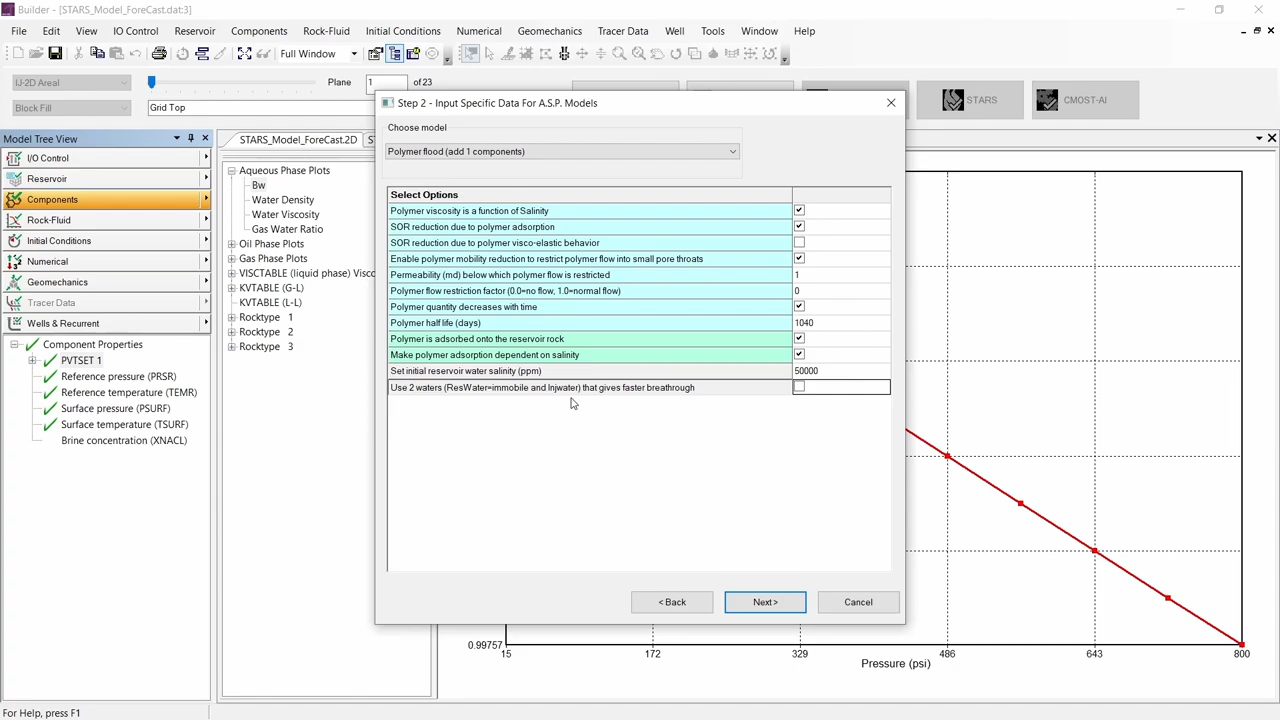 Builder - [STARS_Model_ForeCast.dat:3]
File Edit View IO Control Reservoir Components Rock-Fluid Initial Conditions Numerical Geomechanics Tracer Data Well Tools Window Help
Full Window
IJ-2D Areal
Plane 1 of 23
Block Fill
Grid Top
STARS
CMOST-AI
Model Tree View
I/O Control
Reservoir
Components
Rock-Fluid
Initial Conditions
Numerical
Geomechanics
Tracer Data
Wells & Recurrent
Component Properties
PVTSET 1
Reference pressure (PRSR)
Reference temperature (TEMR)
Surface pressure (PSURF)
Surface temperature (TSURF)
Brine concentration (XNACL)
STARS_Model_ForeCast.2D
Aqueous Phase Plots
Bw
Water Density
Water Viscosity
Gas Water Ratio
Oil Phase Plots
Gas Phase Plots
VISCTABLE (liquid phase) Visco
KVTABLE (G-L)
KVTABLE (L-L)
Rocktype 1
Rocktype 2
Rocktype 3
Step 2 - Input Specific Data For A.S.P. Models
Choose model
Polymer flood (add 1 components)
Select Options
Polymer viscosity is a function of Salinity
SOR reduction due to polymer adsorption
SOR reduction due to polymer visco-elastic behavior
Enable polymer mobility reduction to restrict polymer flow into small pore throats
Permeability (md) below which polymer flow is restricted 1
Polymer flow restriction factor (0.0=no flow, 1.0=normal flow) 0
Polymer quantity decreases with time
Polymer half life (days) 1040
Polymer is adsorbed onto the reservoir rock
Make polymer adsorption dependent on salinity
Set initial reservoir water salinity (ppm) 50000
Use 2 waters (ResWater=immobile and Injwater) that gives faster breathrough
< Back
Next >
Cancel
0.99757
15 172 329 486 643 800
Pressure (psi)
For Help, press F1